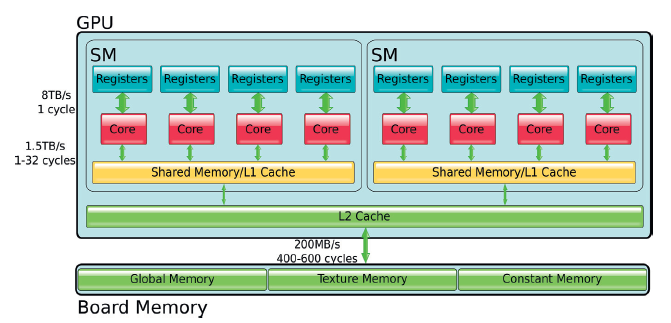 GPU
SM
SM
Registers Registers Registers Registers
Registers Registers Registers Registers
8TB/s
1 cycle
Core Core Core Core
Core Core Core Core
1.5TB/s
1-32 cycles
Shared Memory/L1 Cache
Shared Memory/L1 Cache
L2 Cache
200MB/s
400-600 cycles
Global Memory
Texture Memory
Constant Memory
Board Memory